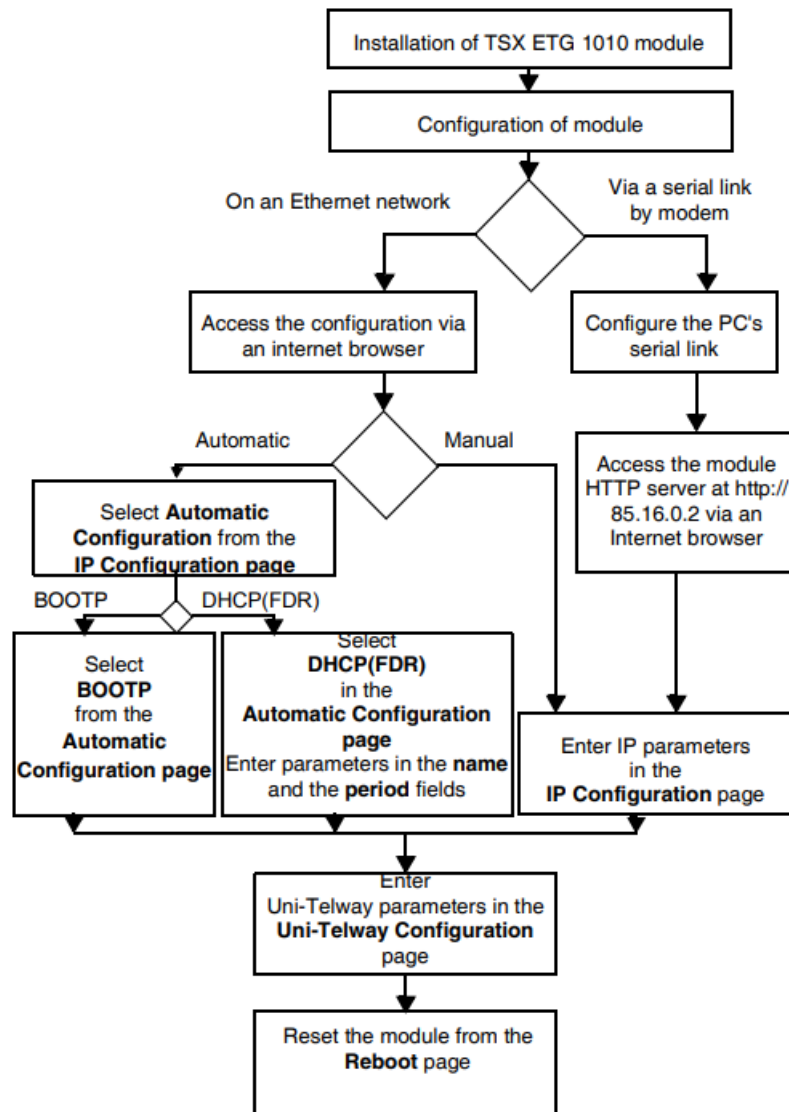 Installation of TSX ETG 1010 module
Configuration of module
On an Ethernet network
Via a serial link
by modem
Access the configuration via
an internet browser
Configure the PC's
serial link
Automatic
Manual
Access the module
HTTP server at http://
85.16.0.2 via an
Internet browser
Select Automatic
Configuration from the
IP Configuration page
BOOTP
DHCP(FDR)
Select
BOOTP
from the
Automatic
Configuration page
Select
DHCP(FDR)
in the
Automatic Configuration
page
Enter parameters in the name
and the period fields
Enter IP parameters
in the
IP Configuration page
Enter
Uni-Telway parameters in the
Uni-Telway Configuration
page
Reset the module from the
Reboot page